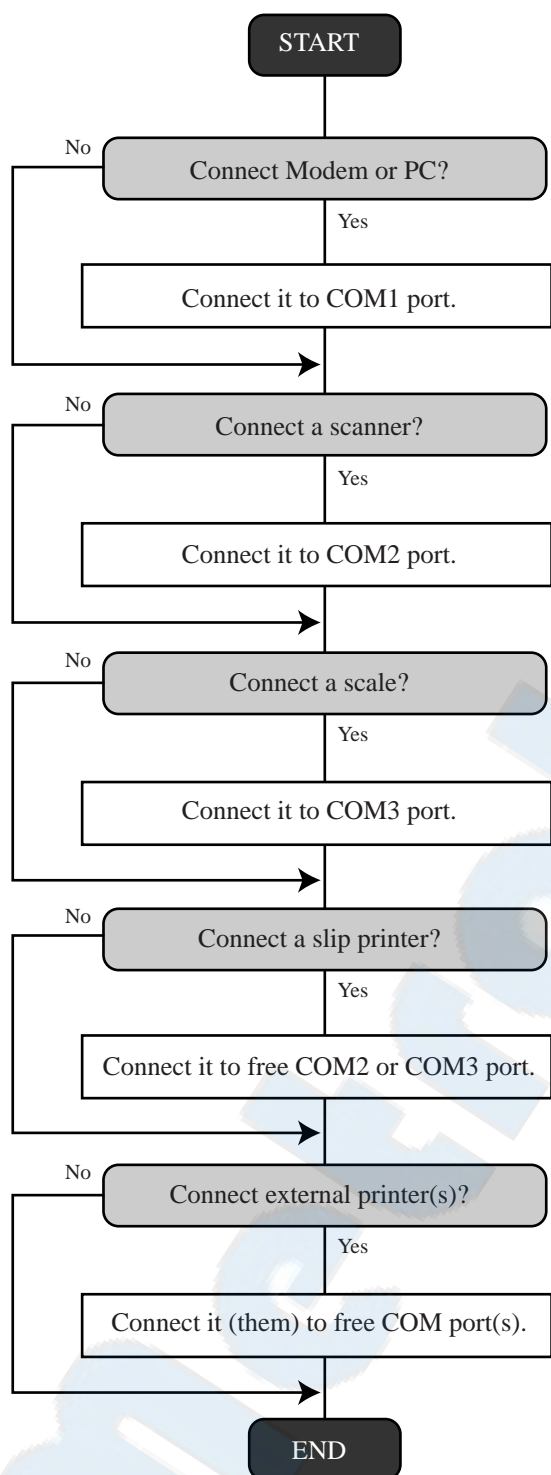 START
No
Connect Modem or PC?
Yes
Connect it to COM1 port.
No
Connect a scanner?
Yes
Connect it to COM2 port.
No
Connect a scale?
Yes
Connect it to COM3 port.
No
Connect a slip printer?
Yes
Connect it to free COM2 or COM3 port.
No
Connect external printer(s)?
Yes
Connect it (them) to free COM port(s).
END